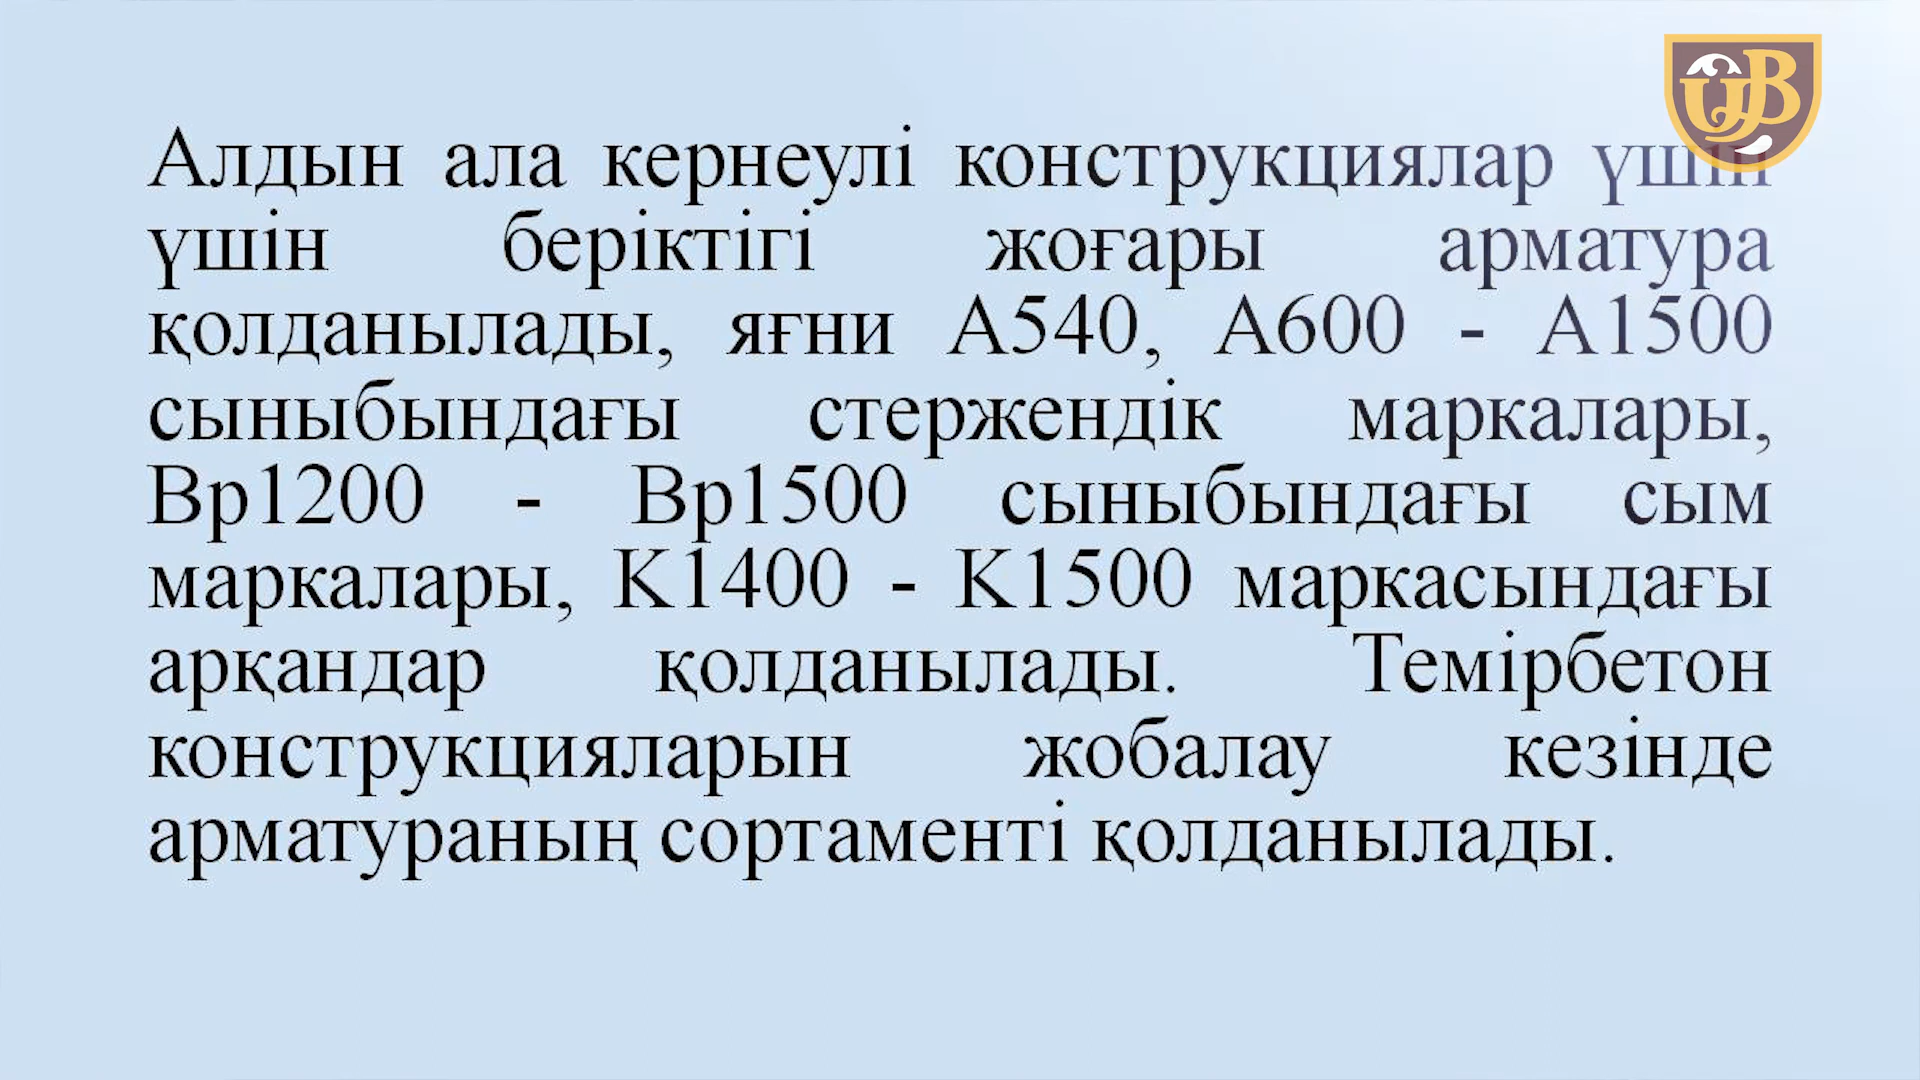 Алдын ала кернеулі конструкциялар үшін
үшін беріктігі жоғары арматура
қолданылады, яғни А540, А600 - А1500
сыныбындағы стержендік маркалары,
Вр1200 - Вр1500 сыныбындағы сым
маркалары, К1400 - К1500 маркасындағы
арқандар қолданылады. Темірбетон
конструкцияларын жобалау кезінде
арматураның сортаменті қолданылады.